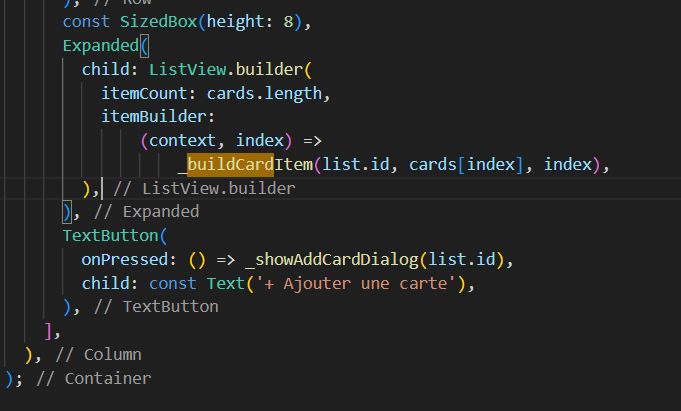 ), // Row
const SizedBox(height: 8),
Expanded(
child: ListView.builder(
itemCount: cards.length,
itemBuilder:
(context, index) =>
_buildCardItem(list.id, cards[index], index),
), // ListView.builder
), // Expanded
TextButton(
onPressed: () => _showAddCardDialog(list.id),
child: const Text('+ Ajouter une carte'),
), // TextButton
],
), // Column
); // Container